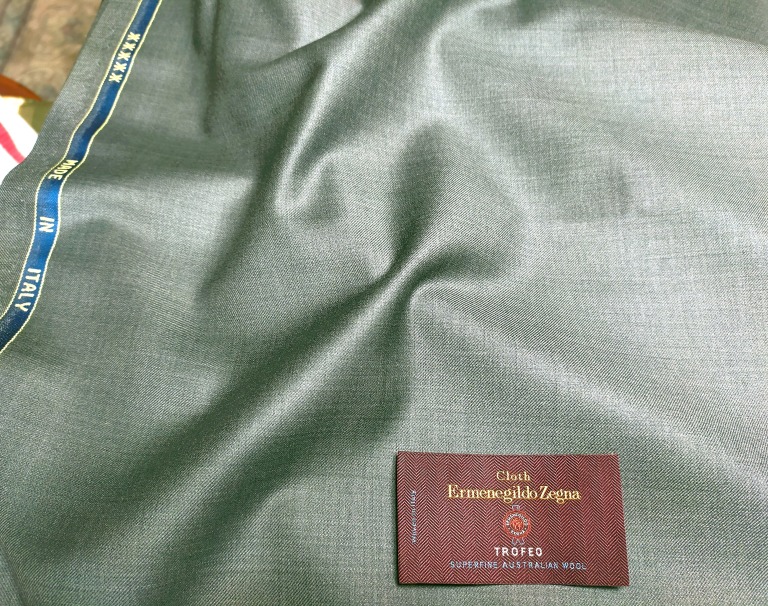 ***** MADE IN ITALY
Cloth
Ermenegildo Zegna
TROFEO
SUPERFINE AUSTRALIAN WOOL